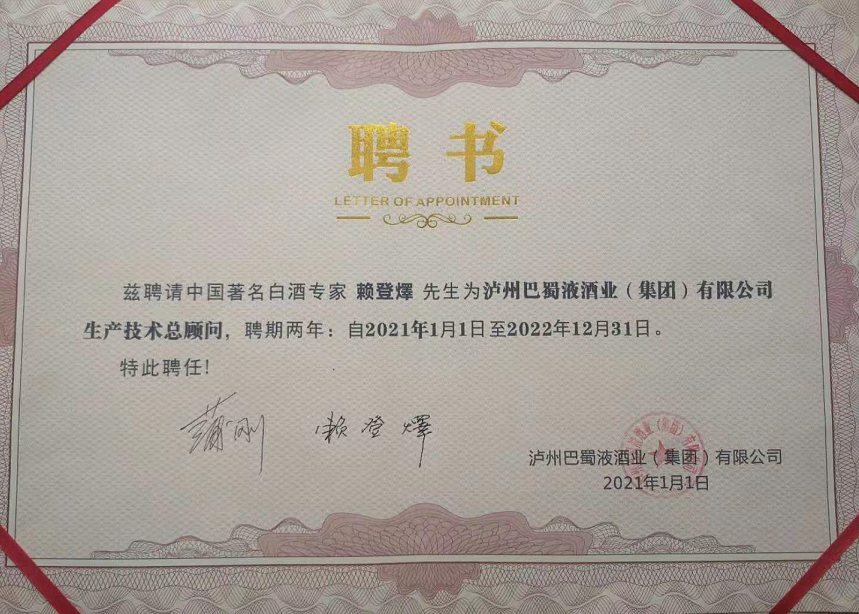 聘书
LETTER OF APPOINTMENT
兹聘请中国著名白酒专家 赖登燡 先生为泸州巴蜀液酒业（集团）有限公司
生产技术总顾问，聘期两年：自2021年1月1日至2022年12月31日。
特此聘任!
蒲刚 赖登燡
泸州巴蜀液酒业（集团）有限公司
2021年1月1日